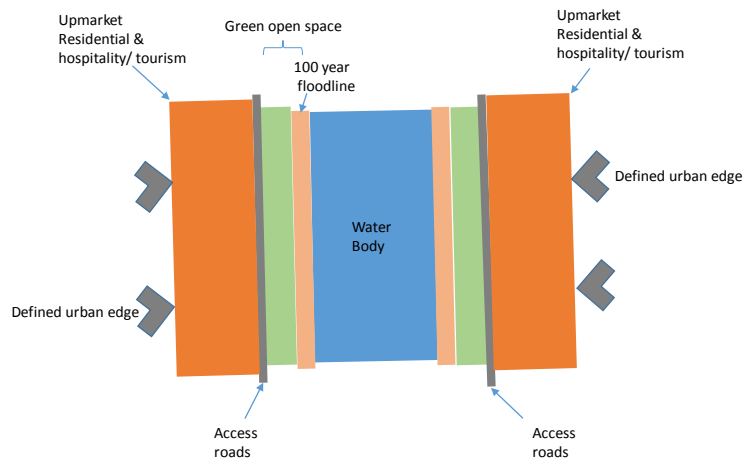 Upmarket
Residential &
hospitality/ tourism
Green open space
100 year
floodline
Upmarket
Residential &
hospitality/ tourism
Defined urban edge
Water
Body
Defined urban edge
Access
roads
Access
roads